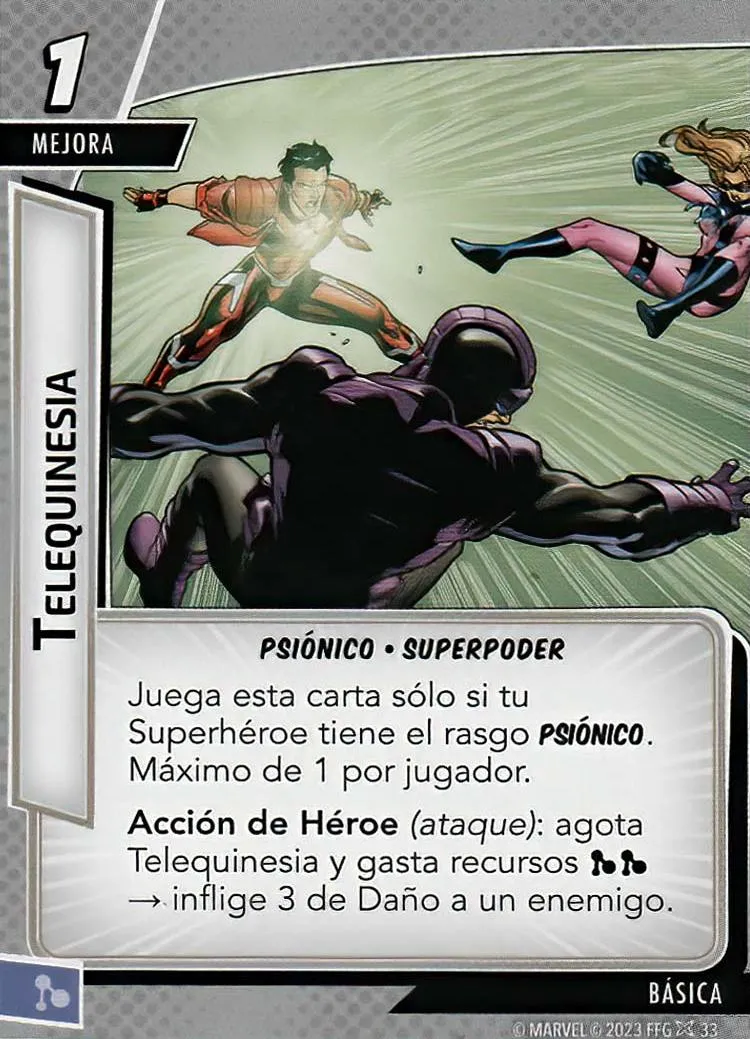 1
MEJORA
TELEQUINESIA
PSIÓNICO • SUPERPODER
Juega esta carta sólo si tu
Superhéroe tiene el rasgo PSIÓNICO.
Máximo de 1 por jugador.
Acción de Héroe (ataque): agota
Telequinesia y gasta recursos
→ inflige 3 de Daño a un enemigo.
BÁSICA
© MARVEL © 2023 FFG 33